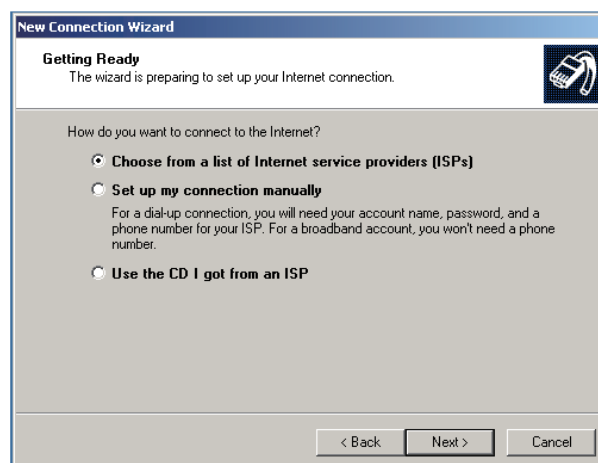 New Connection Wizard
Getting Ready
The wizard is preparing to set up your Internet connection.
How do you want to connect to the Internet?
Choose from a list of Internet service providers (ISPs)
Set up my connection manually
For a dial-up connection, you will need your account name, password, and a
phone number for your ISP. For a broadband account, you won't need a phone
number.
Use the CD I got from an ISP
< Back Next > Cancel